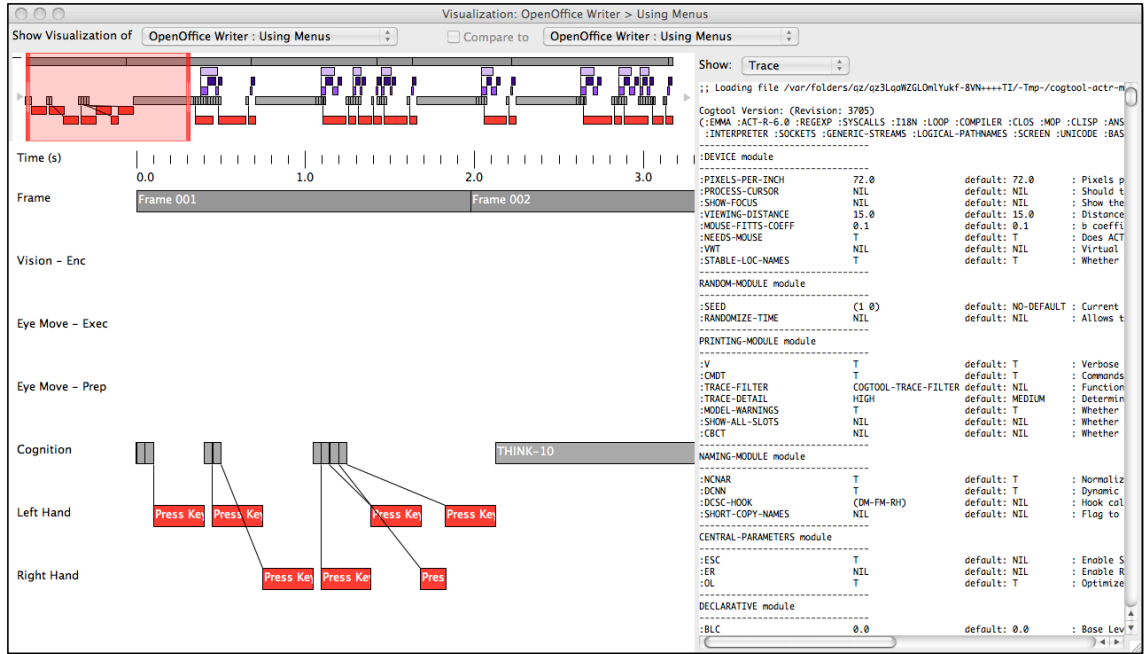 Visualization: OpenOffice Writer > Using Menus
Show Visualization of OpenOffice Writer : Using Menus Compare to OpenOffice Writer : Using Menus
Show: Trace
Time (s)
0.0 1.0 2.0 3.0
Frame Frame 001 Frame 002
Vision – Enc
Eye Move – Exec
Eye Move – Prep
Cognition THINK-10
Left Hand Press Key Press Key Press Key Press Key
Right Hand Press Key Press Ke Pres
;; Loading file /var/folders/qz/qz3LqoWZGLOmlYukf-8VN++++TI/-Tmp-/cogtool-actr-m
Cogtool Version: (Revision: 3705)
(:EMMA :ACT-R-6.0 :REGEXP :SYSCALLS :I18N :LOOP :COMPILER :CLOS :MOP :CLISP :ANS
:INTERPRETER :SOCKETS :GENERIC-STREAMS :LOGICAL-PATHNAMES :SCREEN :UNICODE :BAS
--------------------------------
:DEVICE module
--------------------------------
:PIXELS-PER-INCH 72.0 default: 72.0 : Pixels p
:PROCESS-CURSOR NIL default: NIL : Should t
:SHOW-FOCUS NIL default: NIL : Show the
:VIEWING-DISTANCE 15.0 default: 15.0 : Distance
:MOUSE-FITTS-COEFF 0.1 default: 0.1 : b coeffi
:NEEDS-MOUSE T default: T : Does ACT
:VWT NIL default: NIL : Virtual
:STABLE-LOC-NAMES T default: T : Whether
--------------------------------
RANDOM-MODULE module
--------------------------------
:SEED (1 0) default: NO-DEFAULT : Current
:RANDOMIZE-TIME NIL default: NIL : Allows t
--------------------------------
PRINTING-MODULE module
--------------------------------
:V T default: T : Verbose
:CMDT T default: T : Commands
:TRACE-FILTER COGTOOL-TRACE-FILTER default: NIL : Function
:TRACE-DETAIL HIGH default: MEDIUM : Determin
:MODEL-WARNINGS T default: T : Whether
:SHOW-ALL-SLOTS NIL default: NIL : Whether
:CBCT NIL default: NIL : Whether
--------------------------------
NAMING-MODULE module
--------------------------------
:NCNAR T default: T : Normaliz
:DCNN T default: T : Dynamic
:DCSC-HOOK (DM-FM-RH) default: NIL : Hook cal
:SHORT-COPY-NAMES NIL default: NIL : Flag to
--------------------------------
CENTRAL-PARAMETERS module
--------------------------------
:ESC T default: NIL : Enable S
:ER NIL default: NIL : Enable R
:OL T default: T : Optimize
--------------------------------
DECLARATIVE module
--------------------------------
:BLC 0.0 default: 0.0 : Base Lev